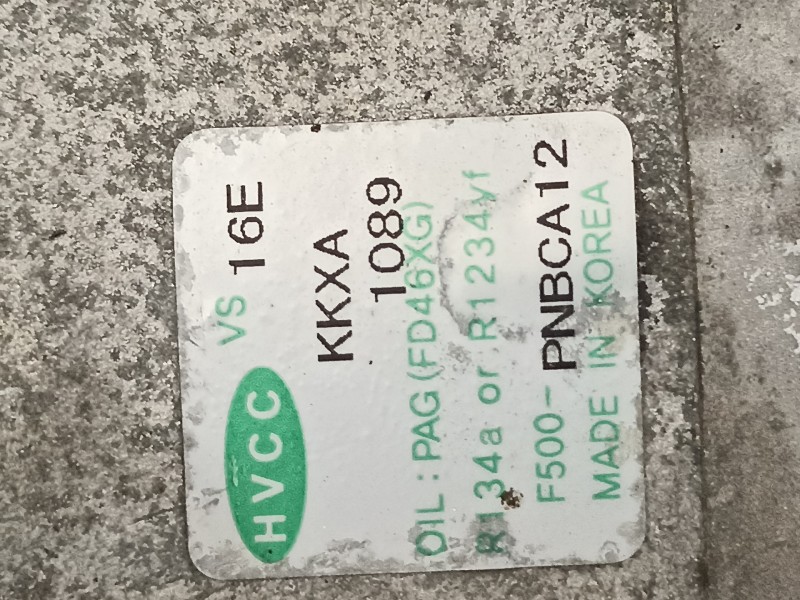 HVCC VS 16E
KKXA
1089
OIL : PAG (FD46XG)
R134a or R1234yf
F500-PNBCA12
MADE IN KOREA